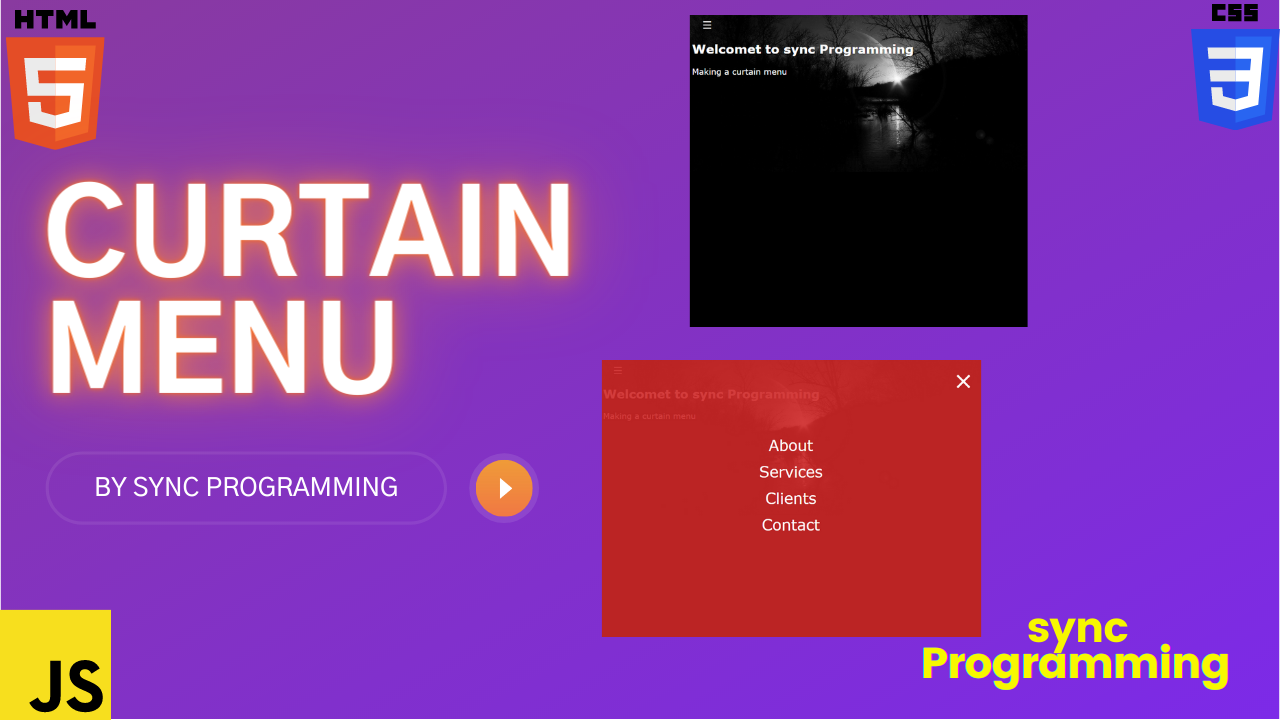 HTML
5
CSS
3
☰
Welcomet to sync Programming
Making a curtain menu
CURTAIN
MENU
☰
Welcomet to sync Programming
Making a curtain menu
×
About
Services
Clients
Contact
BY SYNC PROGRAMMING
JS
sync
Programming